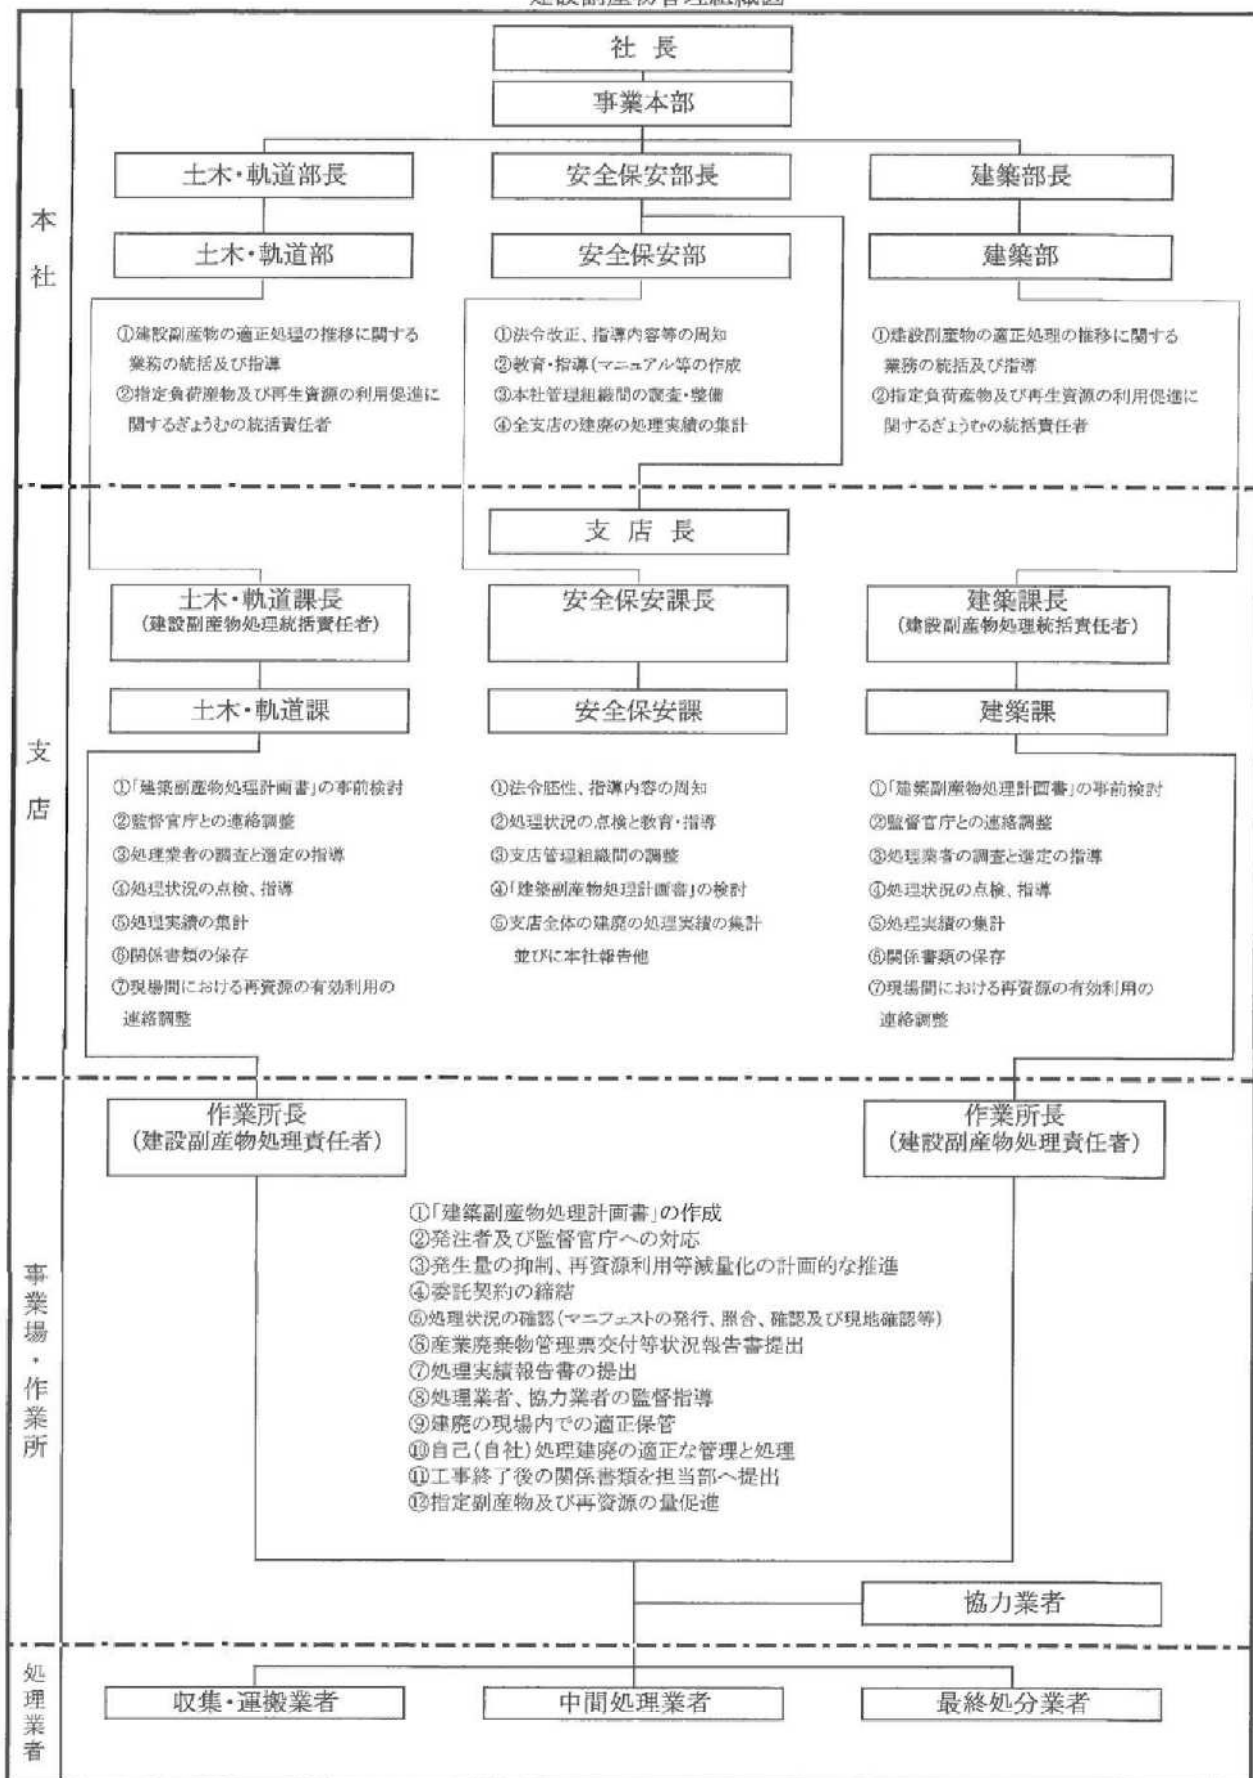 建設副産物管理組織図
社 長
事業本部
土木・軌道部長
安全保安部長
建築部長
土木・軌道部
安全保安部
建築部
本社
①建設副産物の適正処理の推移に関する
業務の統括及び指導
②指定負荷産物及び再生資源の利用促進に
関するぎょうむの統括責任者
①法令改正、指導内容等の周知
②教育・指導(マニュアル等の作成
③本社管理組織間の調査・整備
④全支店の建廃の処理実績の集計
①建設副産物の適正処理の推移に関する
業務の統括及び指導
②指定負荷産物及び再生資源の利用促進に
関するぎょうむの統括責任者
支 店 長
土木・軌道課長
(建設副産物処理統括責任者)
安全保安課長
建築課長
(建設副産物処理統括責任者)
土木・軌道課
安全保安課
建築課
支店
①「建築副産物処理計画書」の事前検討
②監督官庁との連絡調整
③処理業者の調査と選定の指導
④処理状況の点検、指導
⑤処理実績の集計
⑥関係書類の保存
⑦現場間における再資源の有効利用の
連絡調整
①法令胚性、指導内容の周知
②処理状況の点検と教育・指導
③支店管理組織間の調整
④「建築副産物処理計画書」の検討
⑤支店全体の建廃の処理実績の集計
並びに本社報告他
①「建築副産物処理計画書」の事前検討
②監督官庁との連絡調整
③処理業者の調査と選定の指導
④処理状況の点検、指導
⑤処理実績の集計
⑥関係書類の保存
⑦現場間における再資源の有効利用の
連絡調整
作業所長
(建設副産物処理責任者)
作業所長
(建設副産物処理責任者)
事業場・作業所
①「建築副産物処理計画書」の作成
②発注者及び監督官庁への対応
③発生量の抑制、再資源利用等減量化の計画的な推進
④委託契約の締結
⑤処理状況の確認(マニフェストの発行、照合、確認及び現地確認等)
⑥産業廃棄物管理票交付等状況報告書提出
⑦処理実績報告書の提出
⑧処理業者、協力業者の監督指導
⑨建廃の現場内での適正保管
⑩自己(自社)処理建廃の適正な管理と処理
⑪工事終了後の関係書類を担当部へ提出
⑫指定副産物及び再資源の量促進
協力業者
処理業者
収集・運搬業者
中間処理業者
最終処分業者